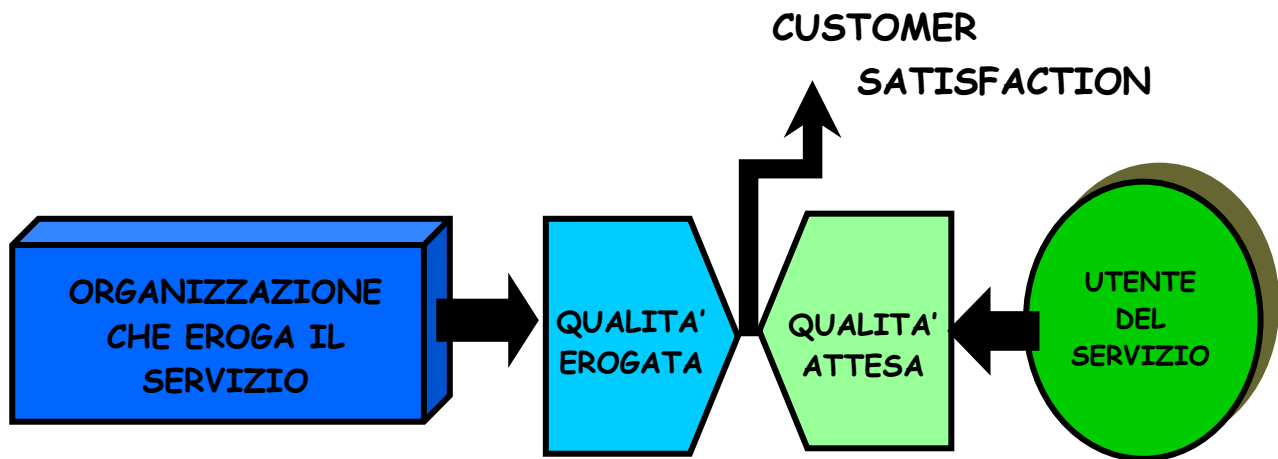 CUSTOMER
SATISFACTION
ORGANIZZAZIONE
CHE EROGA IL
SERVIZIO
QUALITA'
EROGATA
QUALITA'
ATTESA
UTENTE
DEL
SERVIZIO